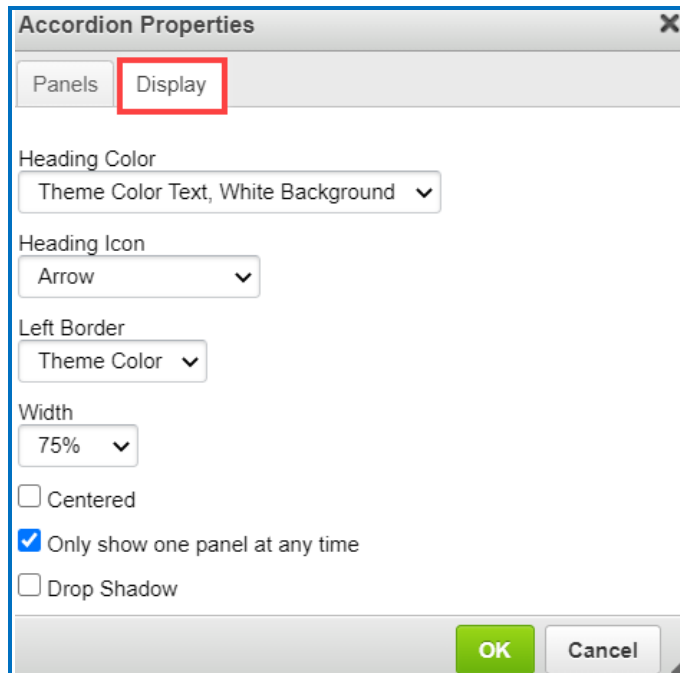 Accordion Properties
Panels Display
Heading Color
Theme Color Text, White Background
Heading Icon
Arrow
Left Border
Theme Color
Width
75%
Centered
Only show one panel at any time
Drop Shadow
OK Cancel